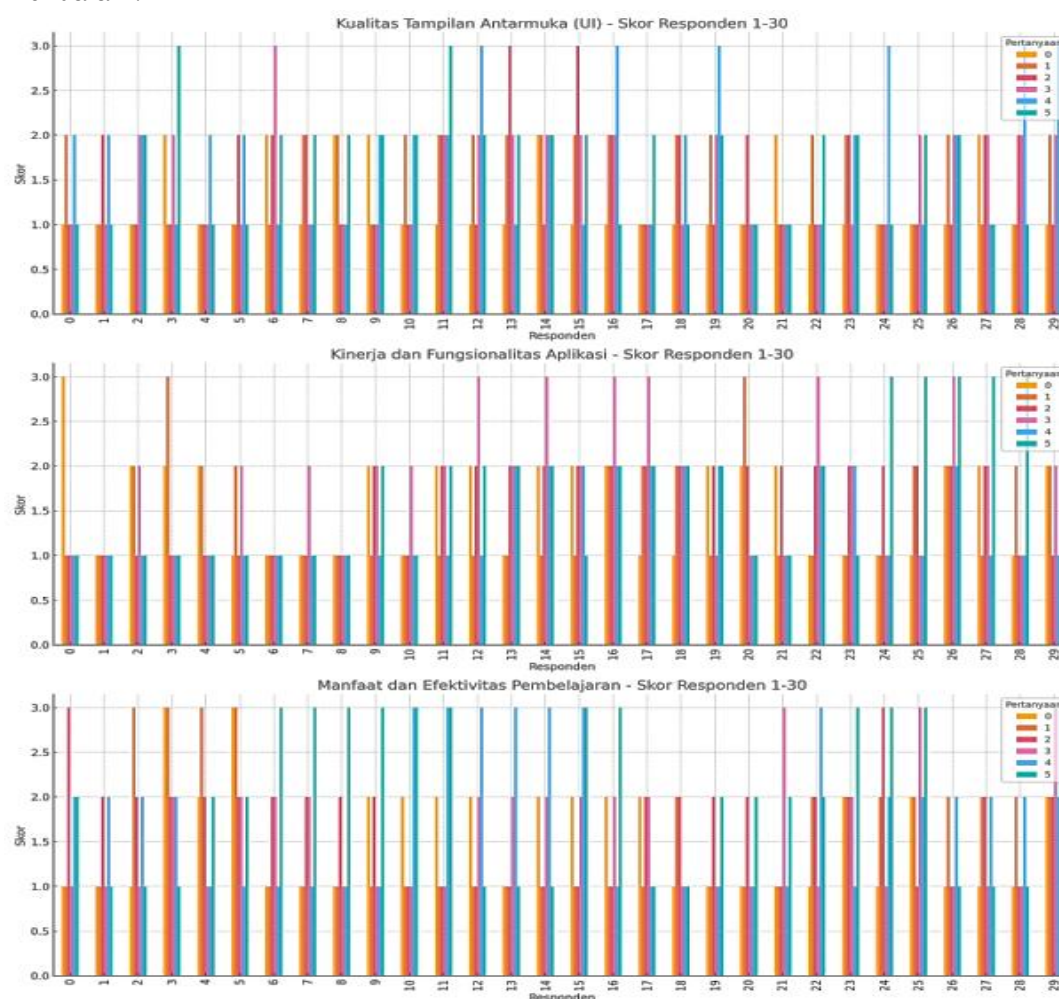 Kualitas Tampilan Antarmuka (UI) - Skor Responden 1-30
Pertanyaan
0
1
2
3
4
5
Skor
3.0
2.5
2.0
1.5
1.0
0.5
0.0
0 1 2 3 4 5 6 7 8 9 10 11 12 13 14 15 16 17 18 19 20 21 22 23 24 25 26 27 28 29
Responden
Kinerja dan Fungsionalitas Aplikasi - Skor Responden 1-30
Pertanyaan
0
1
2
3
4
5
Skor
3.0
2.5
2.0
1.5
1.0
0.5
0.0
0 1 2 3 4 5 6 7 8 9 10 11 12 13 14 15 16 17 18 19 20 21 22 23 24 25 26 27 28 29
Responden
Manfaat dan Efektivitas Pembelajaran - Skor Responden 1-30
Pertanyaan
0
1
2
3
4
5
Skor
3.0
2.5
2.0
1.5
1.0
0.5
0.0
0 1 2 3 4 5 6 7 8 9 10 11 12 13 14 15 16 17 18 19 20 21 22 23 24 25 26 27 28 29
Responden